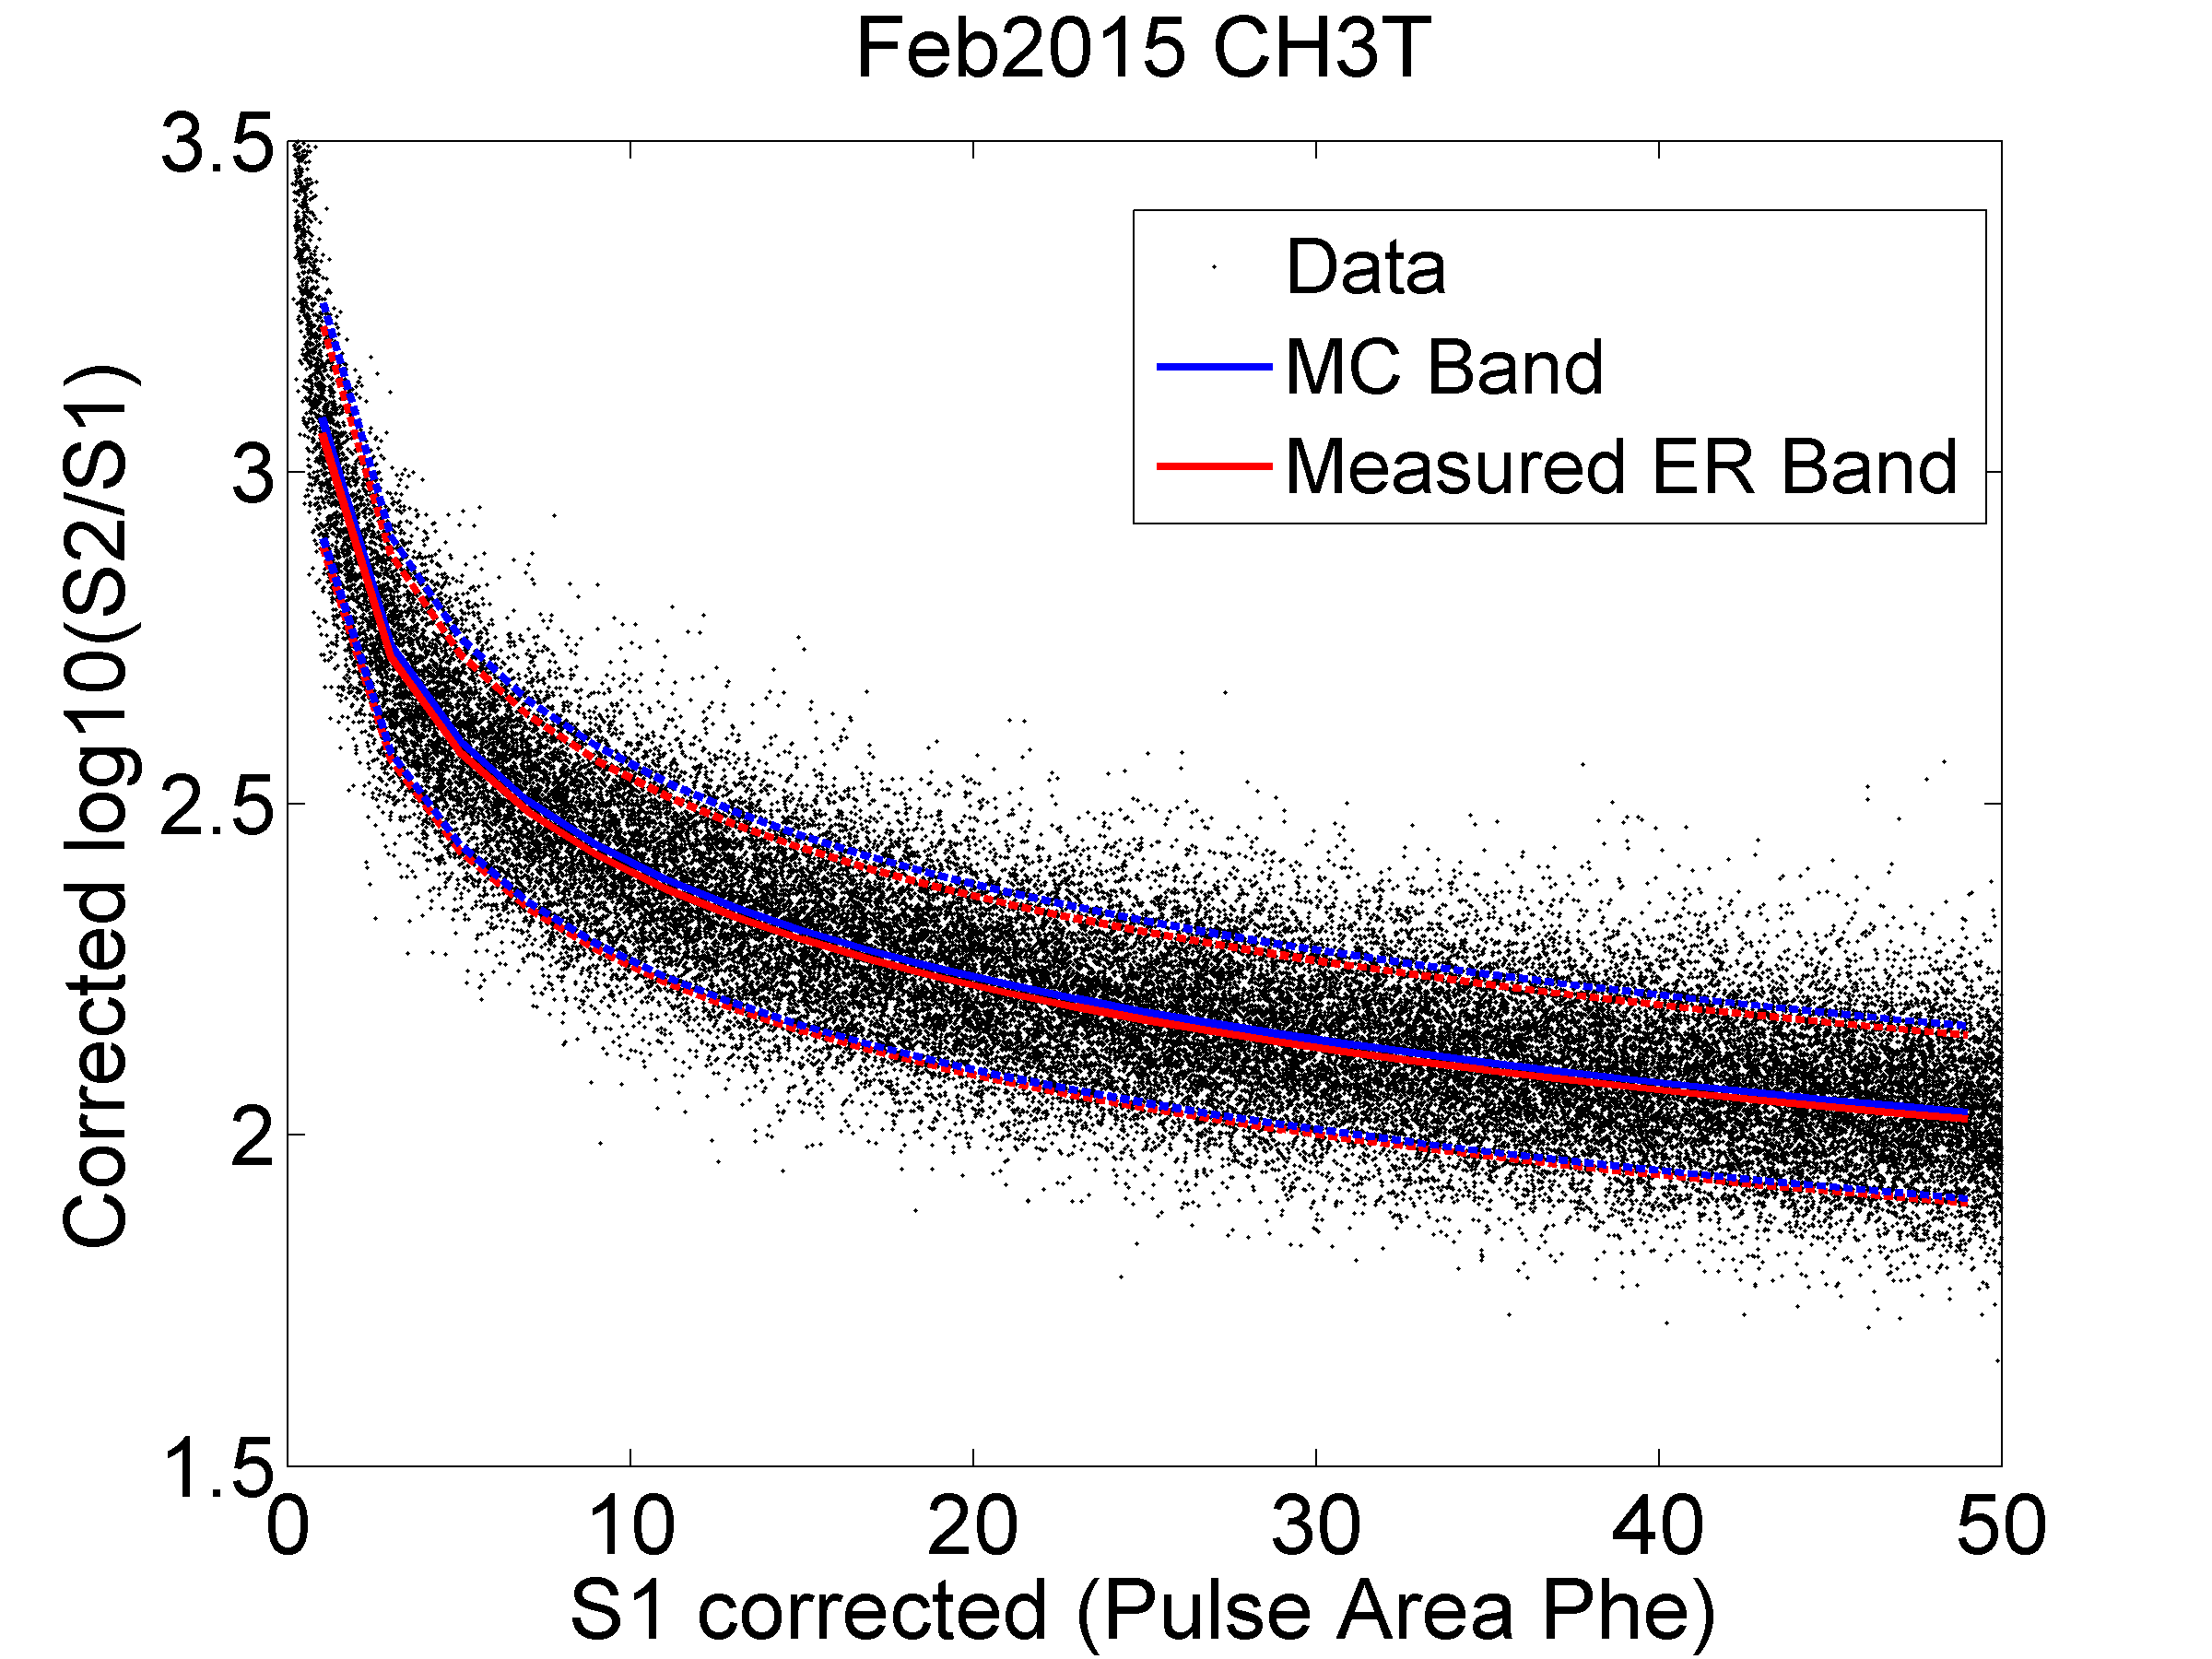 Feb2015 CH3T
3.5
3
2.5
2
1.5
Corrected log10(S2/S1)
Data
MC Band
Measured ER Band
0 10 20 30 40 50
S1 corrected (Pulse Area Phe)